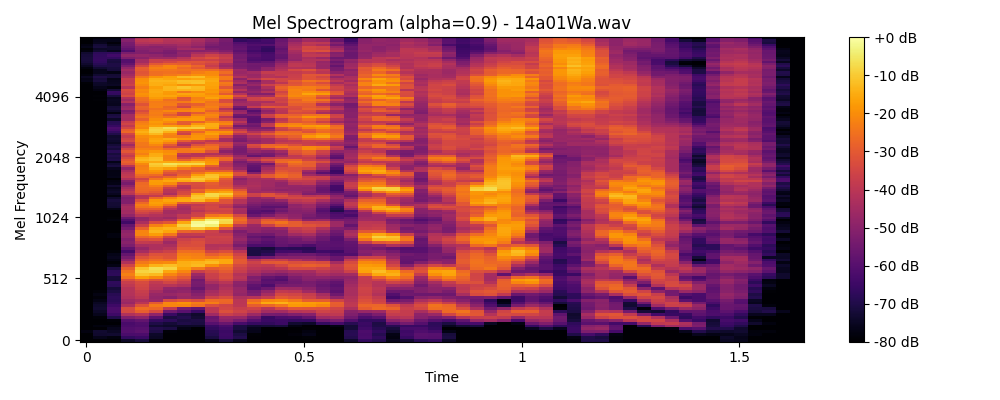 Mel Spectrogram (alpha=0.9) - 14a01Wa.wav
Mel Frequency
4096
2048
1024
512
0
0
0.5
1
1.5
Time
+0 dB
-10 dB
-20 dB
-30 dB
-40 dB
-50 dB
-60 dB
-70 dB
-80 dB